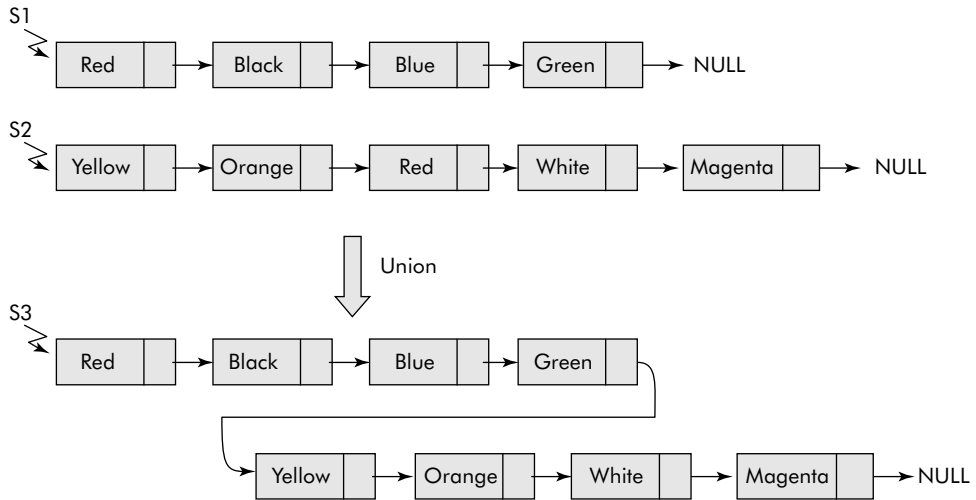 S1
Red Black Blue Green NULL
S2
Yellow Orange Red White Magenta NULL
Union
S3
Red Black Blue Green
Yellow Orange White Magenta NULL